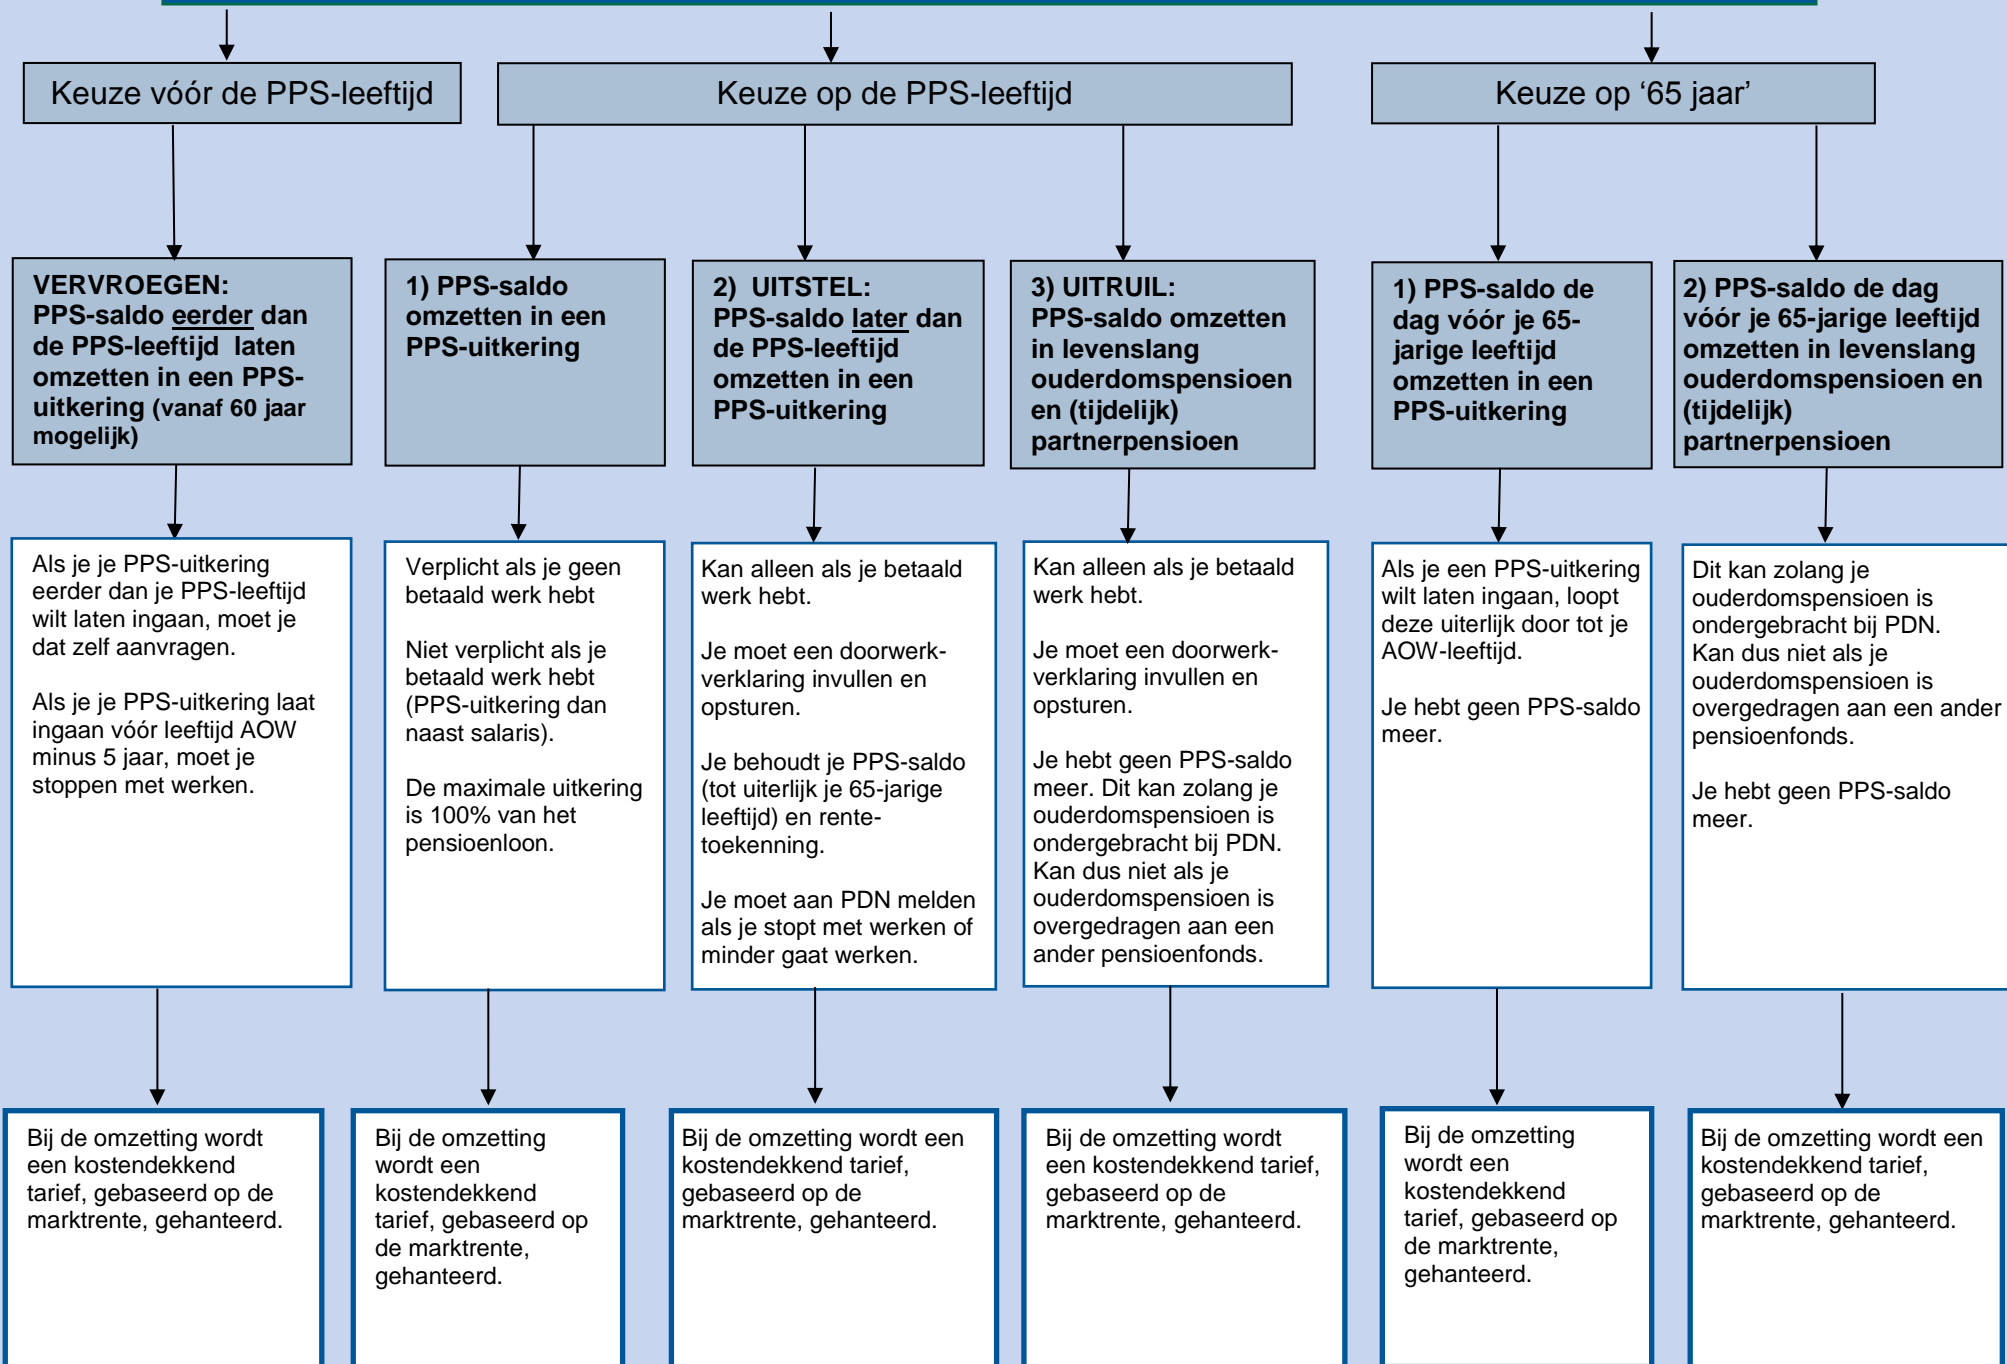 Keuze vóór de PPS-leeftijd
Keuze op de PPS-leeftijd
Keuze op ‘65 jaar’
VERVROEGEN:
PPS-saldo eerder dan
de PPS-leeftijd laten
omzetten in een PPS-
uitkering (vanaf 60 jaar
mogelijk)
1) PPS-saldo
omzetten in een
PPS-uitkering
2) UITSTEL:
PPS-saldo later dan
de PPS-leeftijd
omzetten in een
PPS-uitkering
3) UITRUIL:
PPS-saldo omzetten
in levenslang
ouderdomspensioen
en (tijdelijk)
partnerpensioen
1) PPS-saldo de
dag vóór je 65-
jarige leeftijd
omzetten in een
PPS-uitkering
2) PPS-saldo de dag
vóór je 65-jarige leeftijd
omzetten in levenslang
ouderdomspensioen en
(tijdelijk)
partnerpensioen
Als je je PPS-uitkering
eerder dan je PPS-leeftijd
wilt laten ingaan, moet je
dat zelf aanvragen.
Als je je PPS-uitkering laat
ingaan vóór leeftijd AOW
minus 5 jaar, moet je
stoppen met werken.
Verplicht als je geen
betaald werk hebt
Niet verplicht als je
betaald werk hebt
(PPS-uitkering dan
naast salaris).
De maximale uitkering
is 100% van het
pensioenloon.
Kan alleen als je betaald
werk hebt.
Je moet een doorwerk-
verklaring invullen en
opsturen.
Je behoudt je PPS-saldo
(tot uiterlijk je 65-jarige
leeftijd) en rente-
toekenning.
Je moet aan PDN melden
als je stopt met werken of
minder gaat werken.
Kan alleen als je betaald
werk hebt.
Je moet een doorwerk-
verklaring invullen en
opsturen.
Je hebt geen PPS-saldo
meer. Dit kan zolang je
ouderdomspensioen is
ondergebracht bij PDN.
Kan dus niet als je
ouderdomspensioen is
overgedragen aan een
ander pensioenfonds.
Als je een PPS-uitkering
wilt laten ingaan, loopt
deze uiterlijk door tot je
AOW-leeftijd.
Je hebt geen PPS-saldo
meer.
Dit kan zolang je
ouderdomspensioen is
ondergebracht bij PDN.
Kan dus niet als je
ouderdomspensioen is
overgedragen aan een ander
pensioenfonds.
Je hebt geen PPS-saldo
meer.
Bij de omzetting wordt
een kostendekkend
tarief, gebaseerd op de
marktrente, gehanteerd.
Bij de omzetting
wordt een
kostendekkend
tarief, gebaseerd op
de marktrente,
gehanteerd.
Bij de omzetting wordt een
kostendekkend tarief,
gebaseerd op de
marktrente, gehanteerd.
Bij de omzetting wordt
een kostendekkend tarief,
gebaseerd op de
marktrente, gehanteerd.
Bij de omzetting
wordt een
kostendekkend
tarief, gebaseerd op
de marktrente,
gehanteerd.
Bij de omzetting wordt een
kostendekkend tarief,
gebaseerd op de
marktrente, gehanteerd.